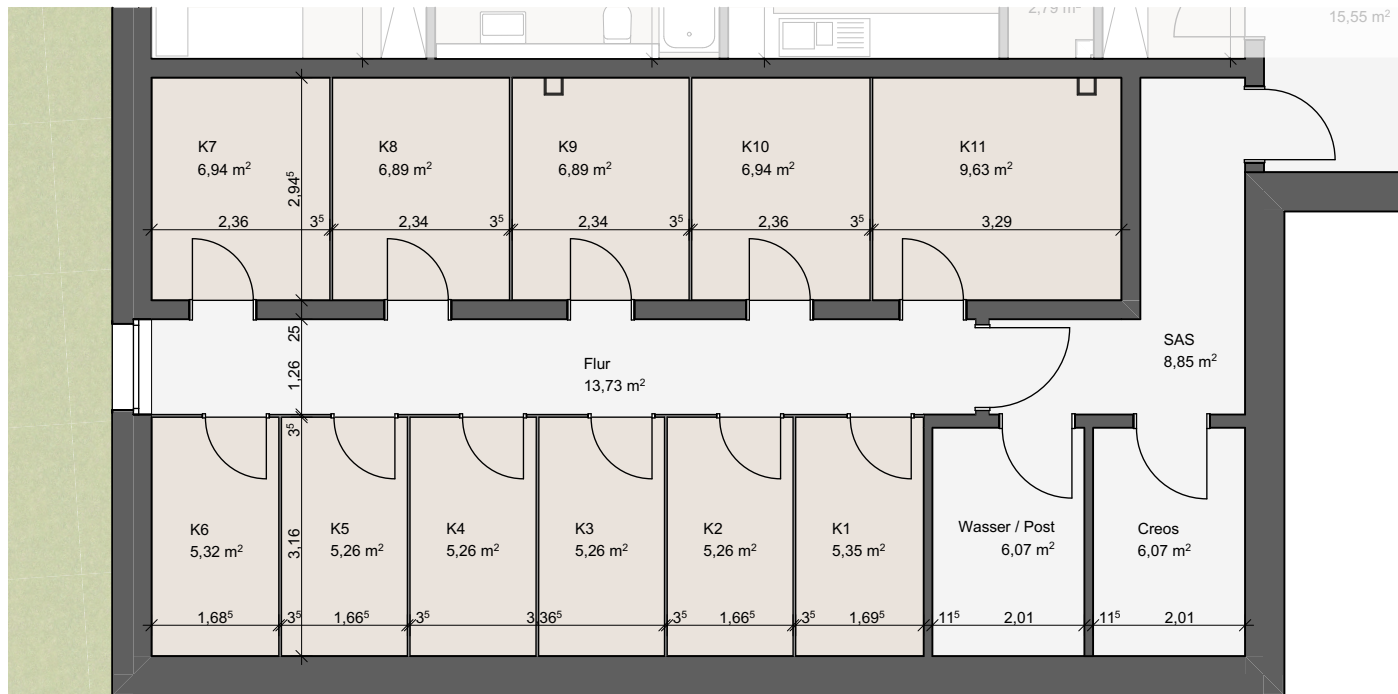 2,79 m²
15,55 m²
K7
6,94 m²
K8
6,89 m²
K9
6,89 m²
K10
6,94 m²
K11
9,63 m²
2,94⁵
2,36
3⁵
2,34
3⁵
2,34
3⁵
2,36
3⁵
3,29
25
1,26
Flur
13,73 m²
SAS
8,85 m²
3⁵
3,16
K6
5,32 m²
K5
5,26 m²
K4
5,26 m²
K3
5,26 m²
K2
5,26 m²
K1
5,35 m²
Wasser / Post
6,07 m²
Creos
6,07 m²
1,68⁵
3⁵
1,66⁵
3⁵
3,36⁵
3⁵
1,66⁵
3⁵
1,69⁵
11⁵
2,01
11⁵
2,01